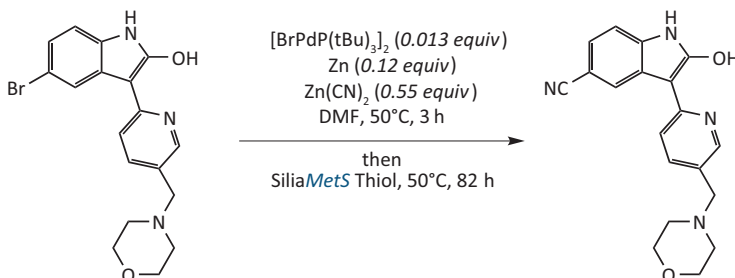 H
N
OH
Br
N
N
O
[BrPdP(tBu)3]2 (0.013 equiv)
Zn (0.12 equiv)
Zn(CN)2 (0.55 equiv)
DMF, 50°C, 3 h
then
SiliaMetS Thiol, 50°C, 82 h
H
N
OH
NC
N
N
O